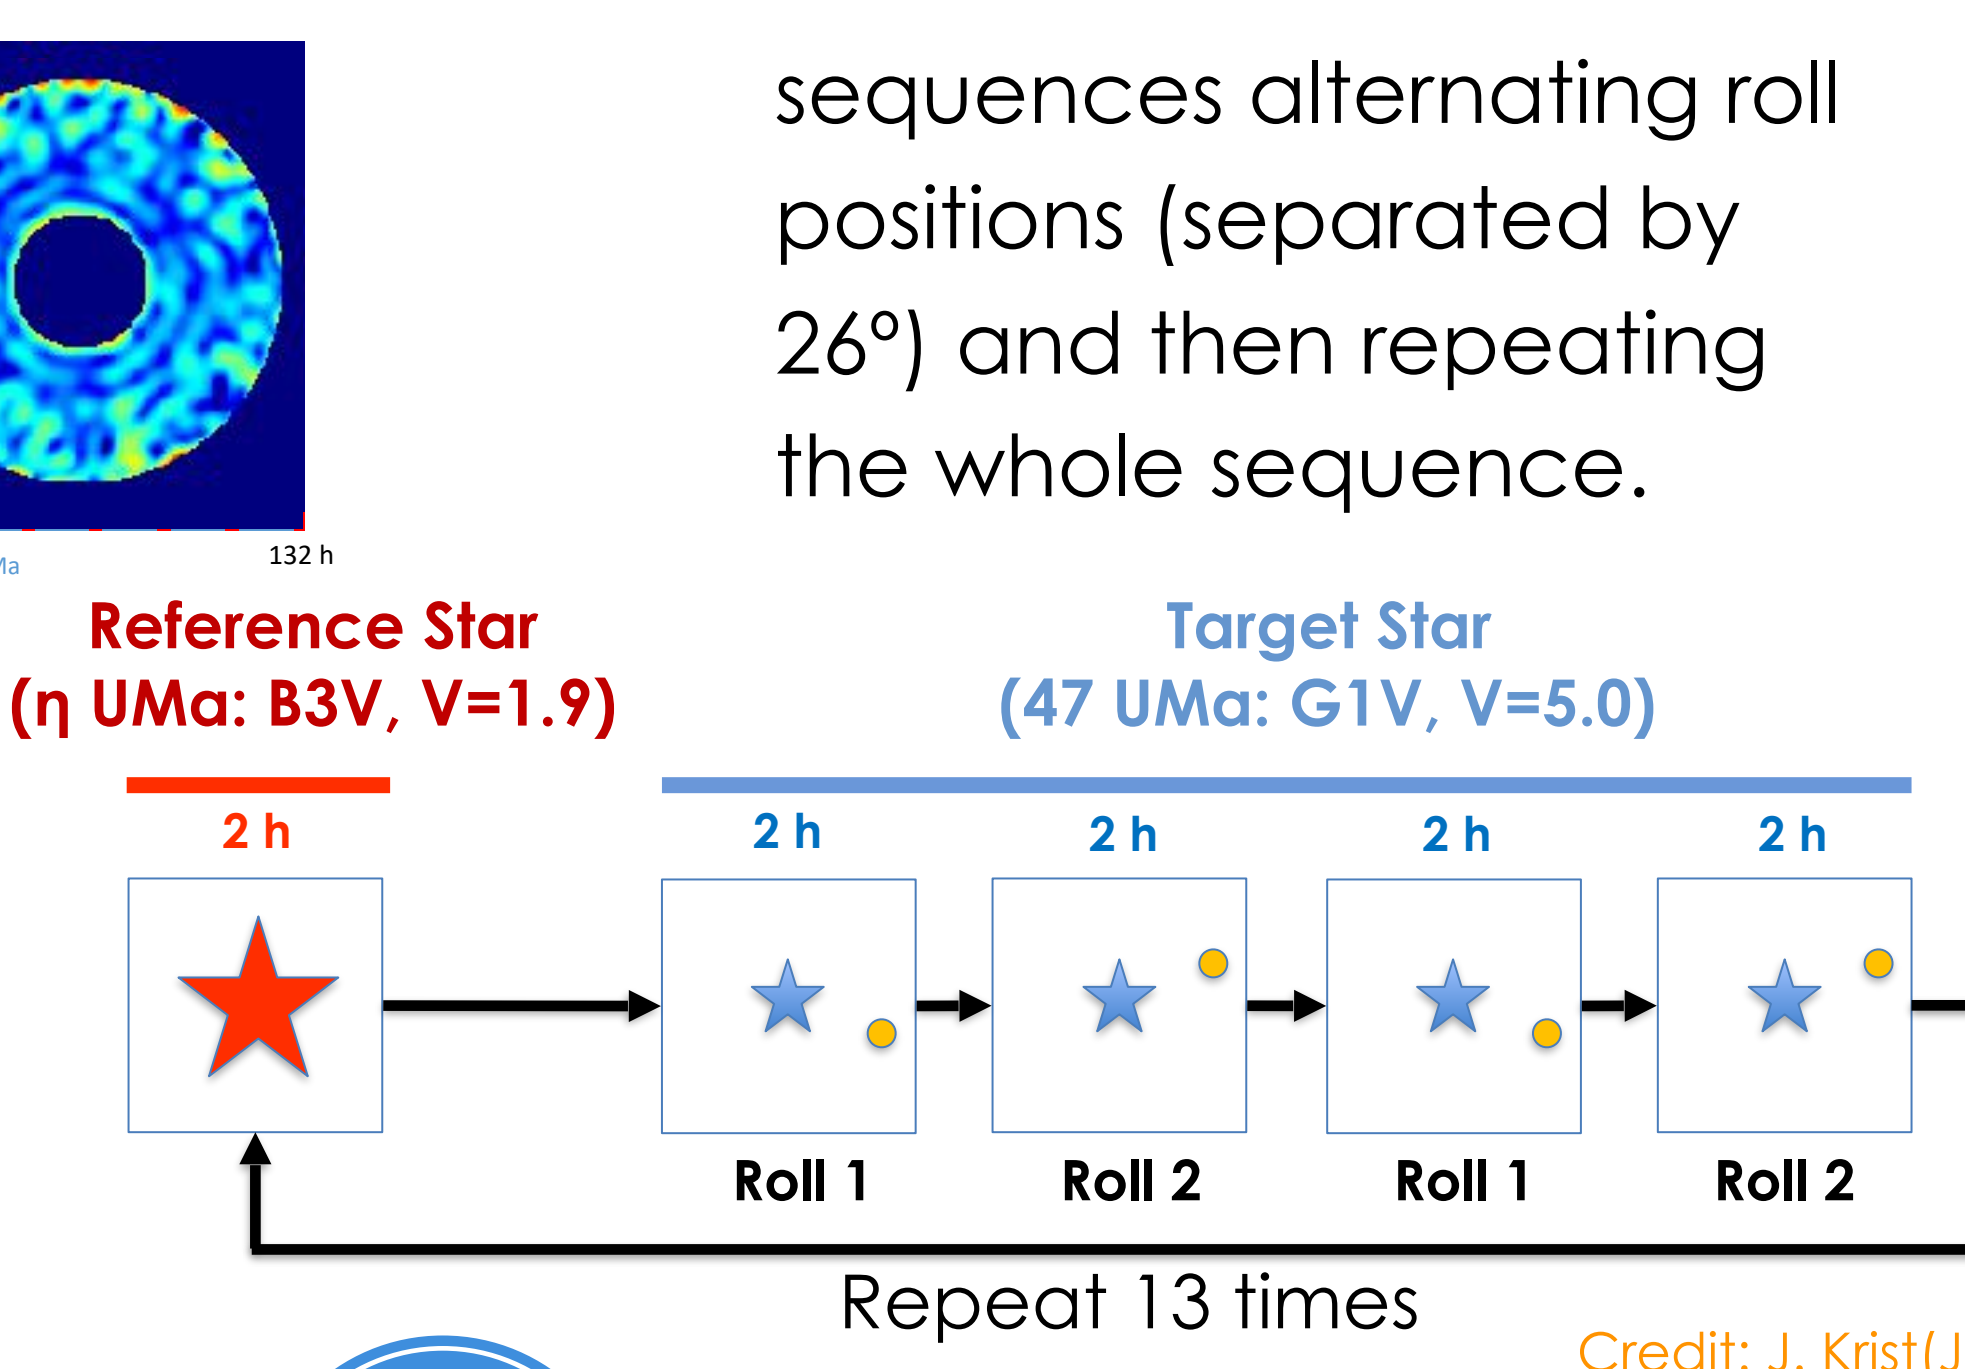 sequences alternating roll
positions (separated by
26º) and then repeating
the whole sequence.
132 h
Reference Star
(η UMa: B3V, V=1.9)
Target Star
(47 UMa: G1V, V=5.0)
2 h
2 h
2 h
2 h
2 h
Roll 1
Roll 2
Roll 1
Roll 2
Repeat 13 times
Credit: J. Krist(J